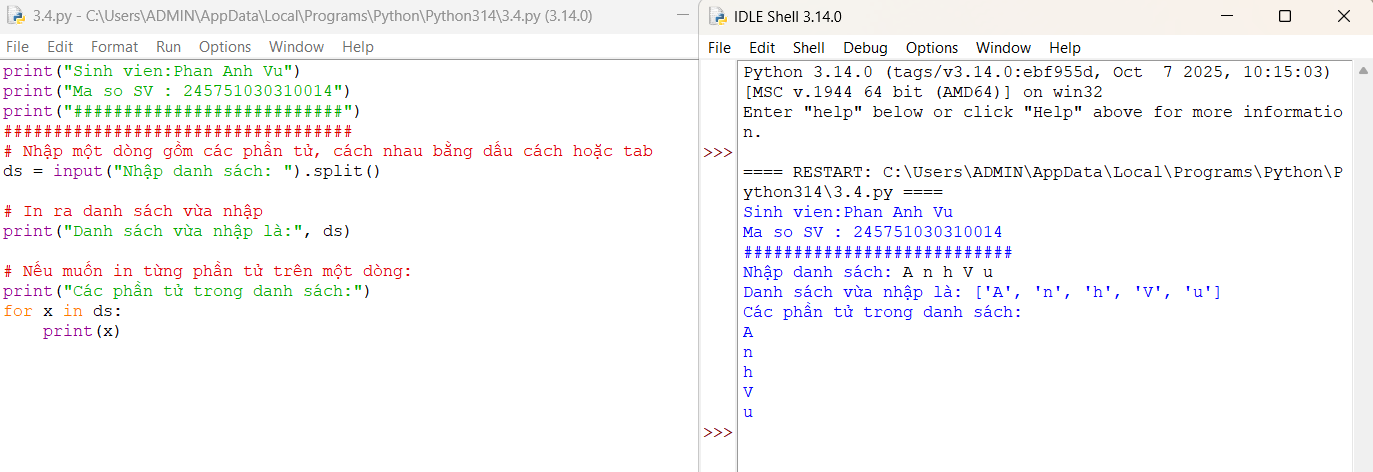 3.4.py - C:\Users\ADMIN\AppData\Local\Programs\Python\Python314\3.4.py (3.14.0)
File Edit Format Run Options Window Help
print("Sinh vien:Phan Anh Vu")
print("Ma so SV : 245751030310014")
print("###########################")
###################################
# Nhập một dòng gồm các phần tử, cách nhau bằng dấu cách hoặc tab
ds = input("Nhập danh sách: ").split()
# In ra danh sách vừa nhập
print("Danh sách vừa nhập là:", ds)
# Nếu muốn in từng phần tử trên một dòng:
print("Các phần tử trong danh sách:")
for x in ds:
    print(x)
IDLE Shell 3.14.0
File Edit Shell Debug Options Window Help
Python 3.14.0 (tags/v3.14.0:ebf955d, Oct  7 2025, 10:15:03)
[MSC v.1944 64 bit (AMD64)] on win32
Enter "help" below or click "Help" above for more informatio
n.
>>>
==== RESTART: C:\Users\ADMIN\AppData\Local\Programs\Python\P
ython314\3.4.py ====
Sinh vien:Phan Anh Vu
Ma so SV : 245751030310014
###########################
Nhập danh sách: A n h V u
Danh sách vừa nhập là: ['A', 'n', 'h', 'V', 'u']
Các phần tử trong danh sách:
A
n
h
V
u
>>>